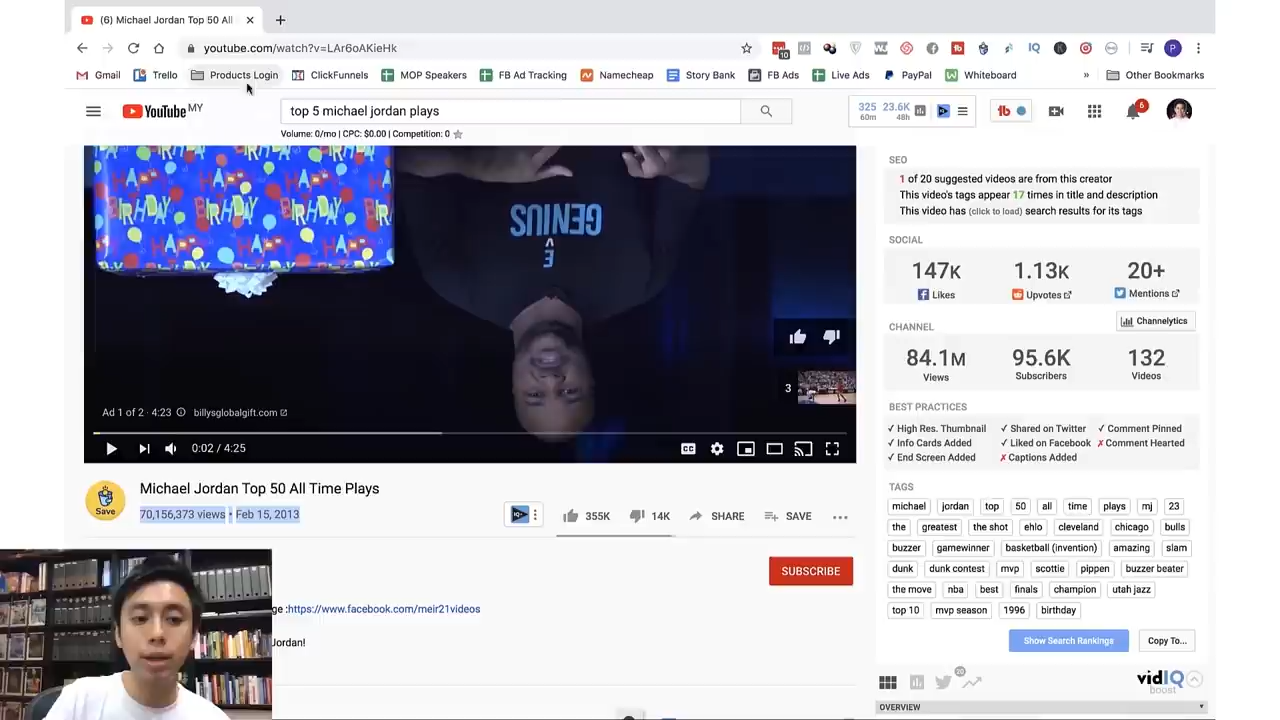 (6) Michael Jordan Top 50 All
youtube.com/watch?v=LAr6oAKieHk
10
IQ
P
Gmail
Trello
Products Login
ClickFunnels
MOP Speakers
FB Ad Tracking
Namecheap
Story Bank
FB Ads
Live Ads
PayPal
Whiteboard
»
Other Bookmarks
YouTube MY
top 5 michael jordan plays
Volume: 0/mo | CPC: $0.00 | Competition: 0
325 23.6K
60m 48h
tb
6
HAPPY BIRTHDAY
GENIUS
Ad 1 of 2 · 4:23 billysglobalgift.com
3
0:02 / 4:25
CC
Save
Michael Jordan Top 50 All Time Plays
70,156,373 views • Feb 15, 2013
355K
14K
SHARE
SAVE
SUBSCRIBE
ge :https://www.facebook.com/meir21videos
Jordan!
SEO
1 of 20 suggested videos are from this creator
This video's tags appear 17 times in title and description
This video has (click to load) search results for its tags
SOCIAL
147K 1.13K 20+
Likes Upvotes Mentions
CHANNEL
Channelytics
84.1M 95.6K 132
Views Subscribers Videos
BEST PRACTICES
✓ High Res. Thumbnail ✓ Shared on Twitter ✓ Comment Pinned
✓ Info Cards Added ✓ Liked on Facebook ✗ Comment Hearted
✓ End Screen Added ✗ Captions Added
TAGS
michael jordan top 50 all time plays mj 23
the greatest the shot ehlo cleveland chicago bulls
buzzer gamewinner basketball (invention) amazing slam
dunk dunk contest mvp scottie pippen buzzer beater
the move nba best finals champion utah jazz
top 10 mvp season 1996 birthday
Show Search Rankings
Copy To...
20
vidIQ
boost
OVERVIEW